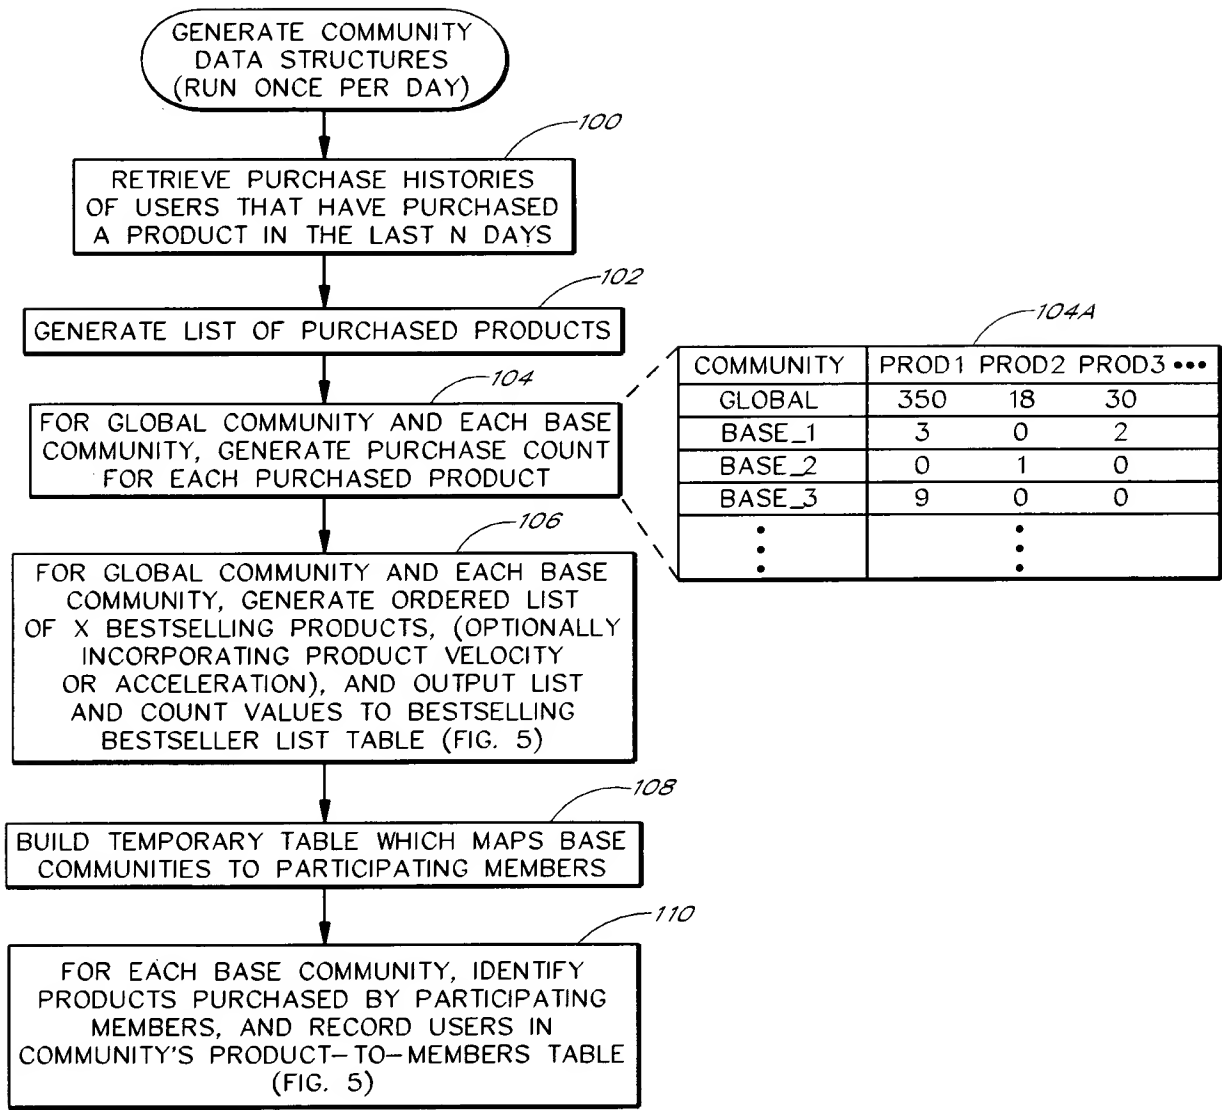 GENERATE COMMUNITY
DATA STRUCTURES
(RUN ONCE PER DAY)
100
RETRIEVE PURCHASE HISTORIES
OF USERS THAT HAVE PURCHASED
A PRODUCT IN THE LAST N DAYS
102
GENERATE LIST OF PURCHASED PRODUCTS
104
FOR GLOBAL COMMUNITY AND EACH BASE
COMMUNITY, GENERATE PURCHASE COUNT
FOR EACH PURCHASED PRODUCT
104A
COMMUNITY PROD1 PROD2 PROD3 •••
GLOBAL 350 18 30
BASE_1 3 0 2
BASE_2 0 1 0
BASE_3 9 0 0
106
FOR GLOBAL COMMUNITY AND EACH BASE
COMMUNITY, GENERATE ORDERED LIST
OF X BESTSELLING PRODUCTS, (OPTIONALLY
INCORPORATING PRODUCT VELOCITY
OR ACCELERATION), AND OUTPUT LIST
AND COUNT VALUES TO BESTSELLING
BESTSELLER LIST TABLE (FIG. 5)
108
BUILD TEMPORARY TABLE WHICH MAPS BASE
COMMUNITIES TO PARTICIPATING MEMBERS
110
FOR EACH BASE COMMUNITY, IDENTIFY
PRODUCTS PURCHASED BY PARTICIPATING
MEMBERS, AND RECORD USERS IN
COMMUNITY'S PRODUCT-TO-MEMBERS TABLE
(FIG. 5)